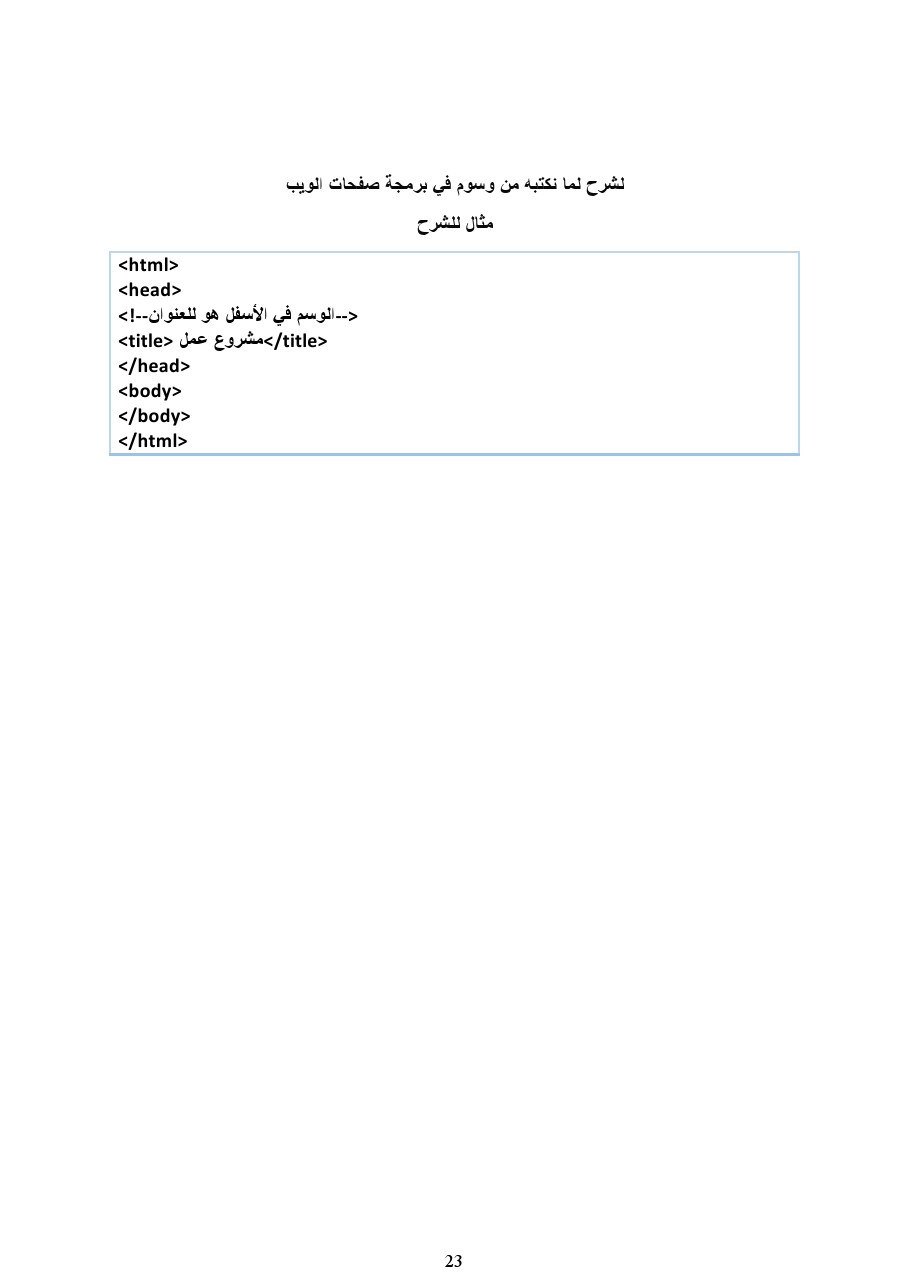 لشرح لما نكتبه من وسوم في برمجة صفحات الويب
مثال للشرح
<html>
<head>
<!--الوسم في الأسفل هو للعنوان-->
<title> مشروع عمل</title>
</head>
<body>
</body>
</html>
23